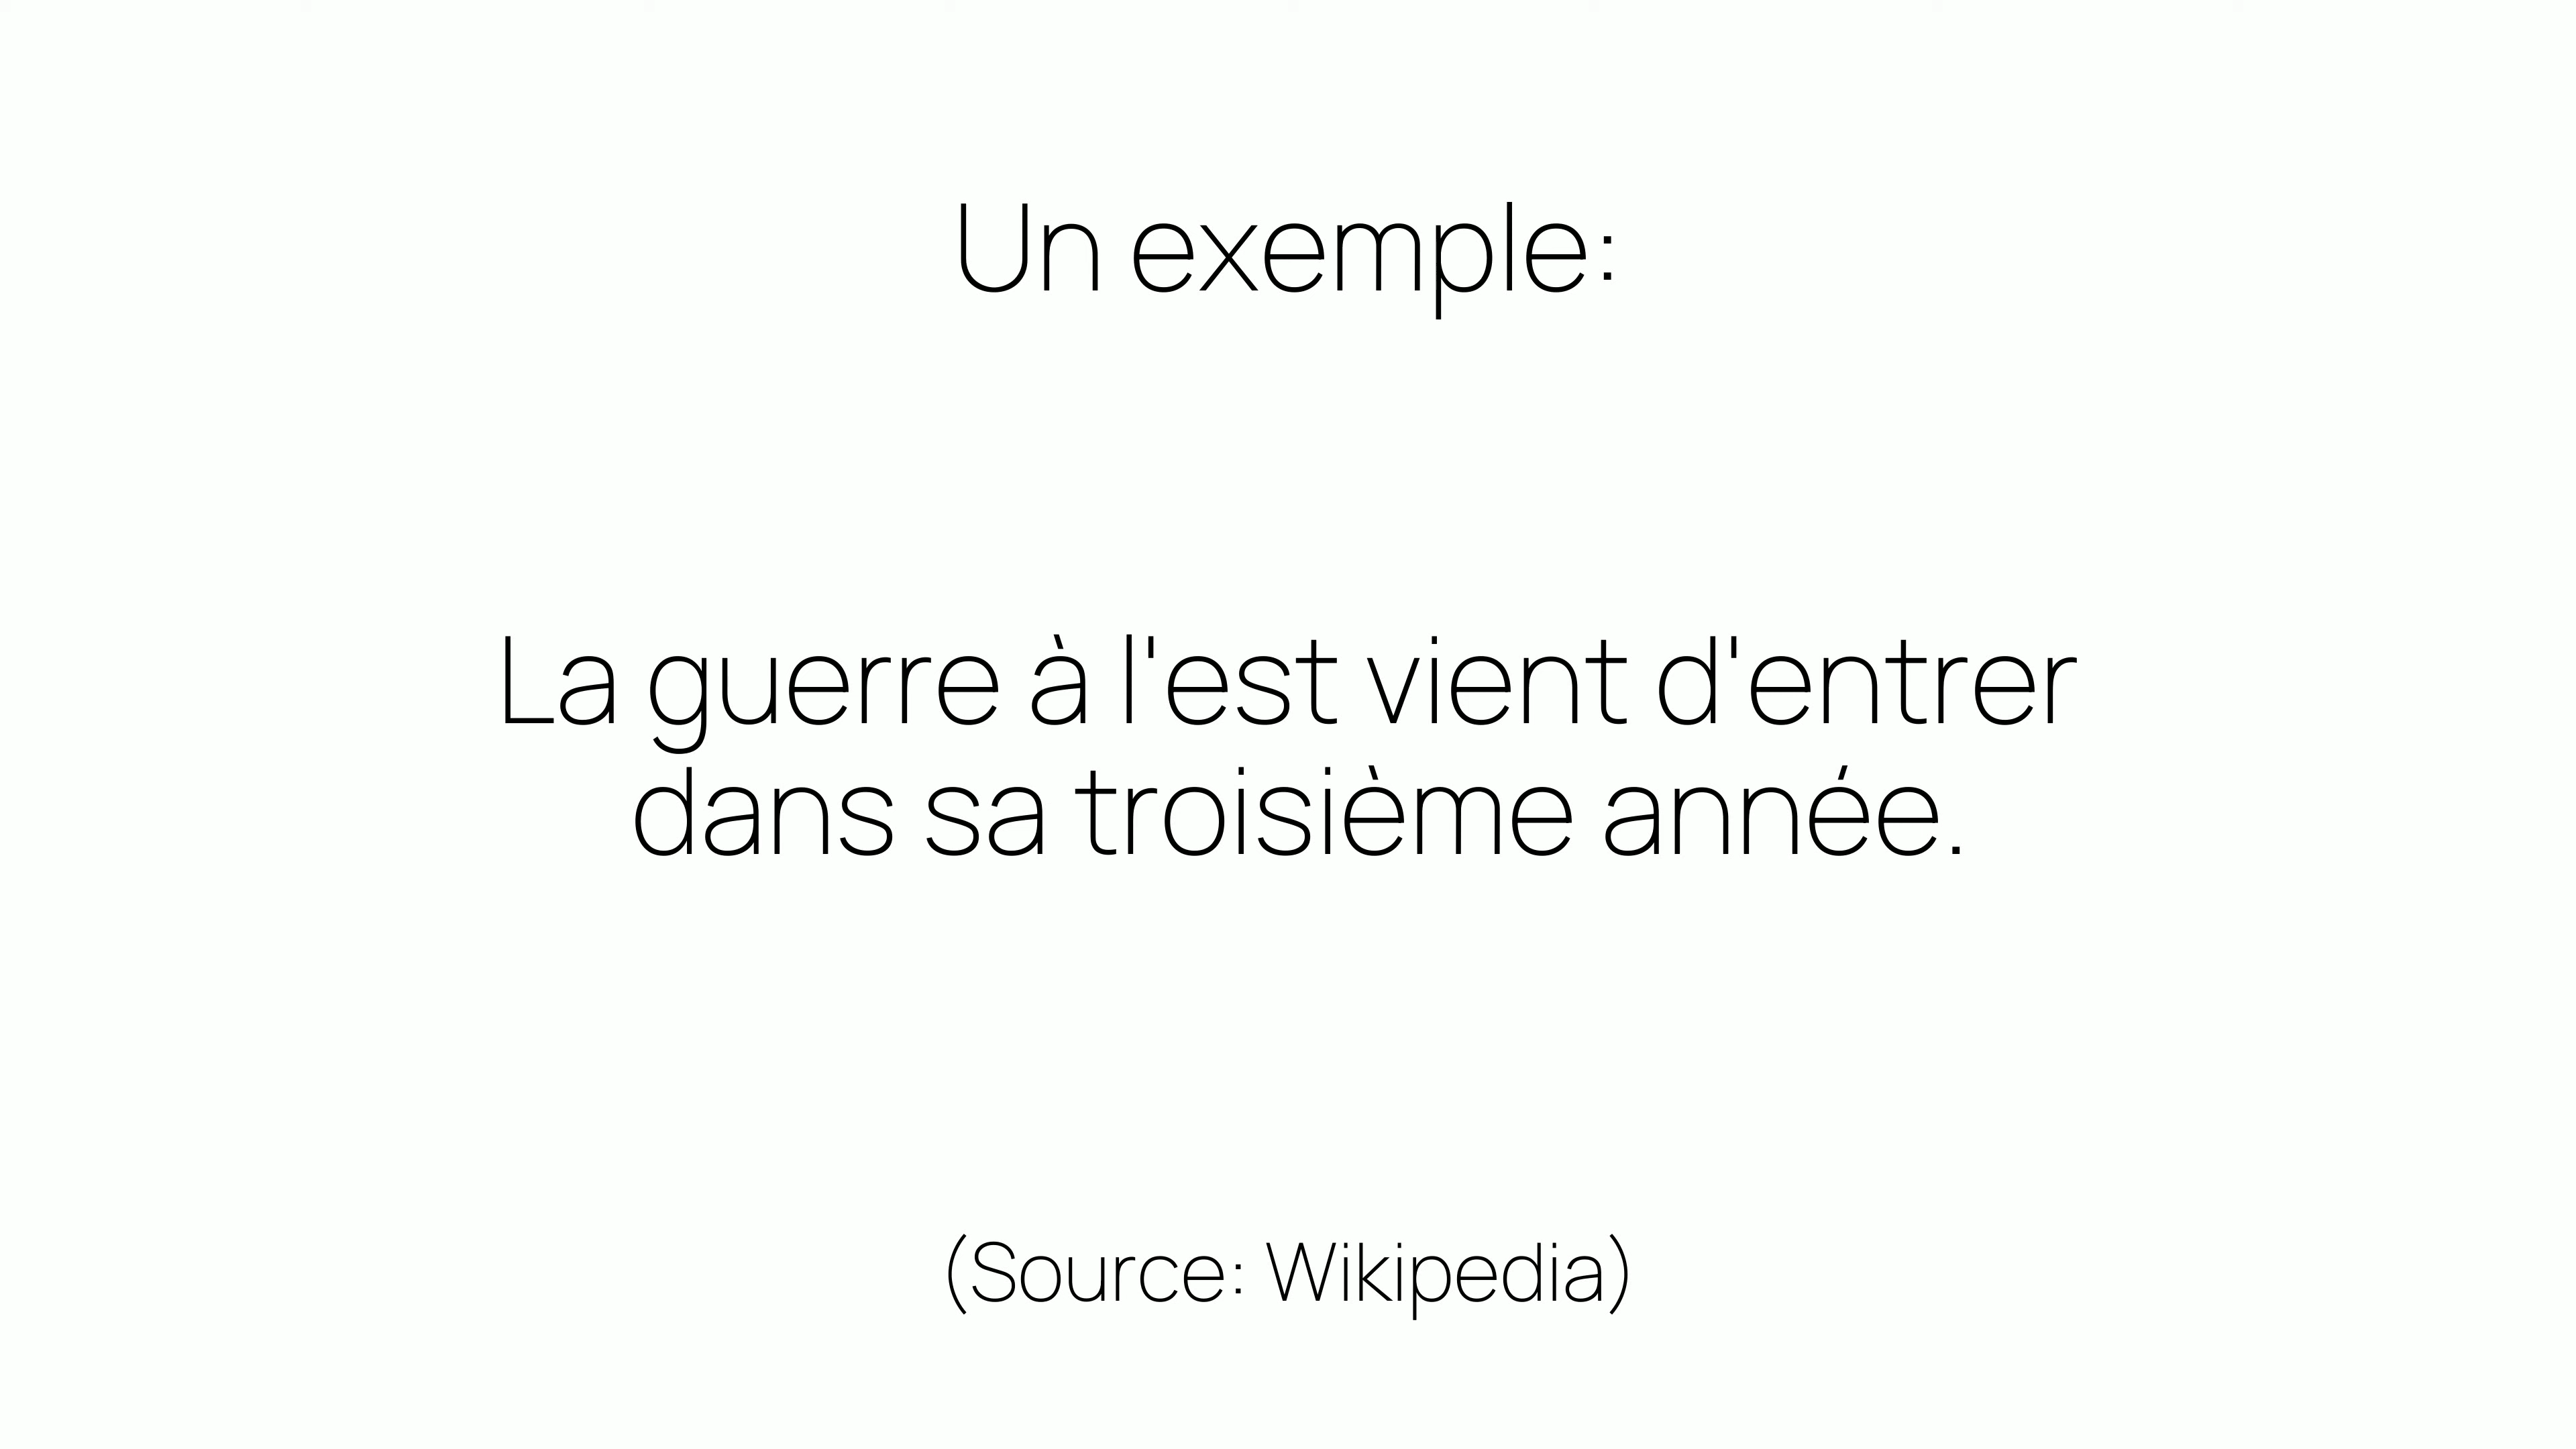 Un exemple:
La guerre à l'est vient d'entrer
dans sa troisième année.
(Source: Wikipedia)